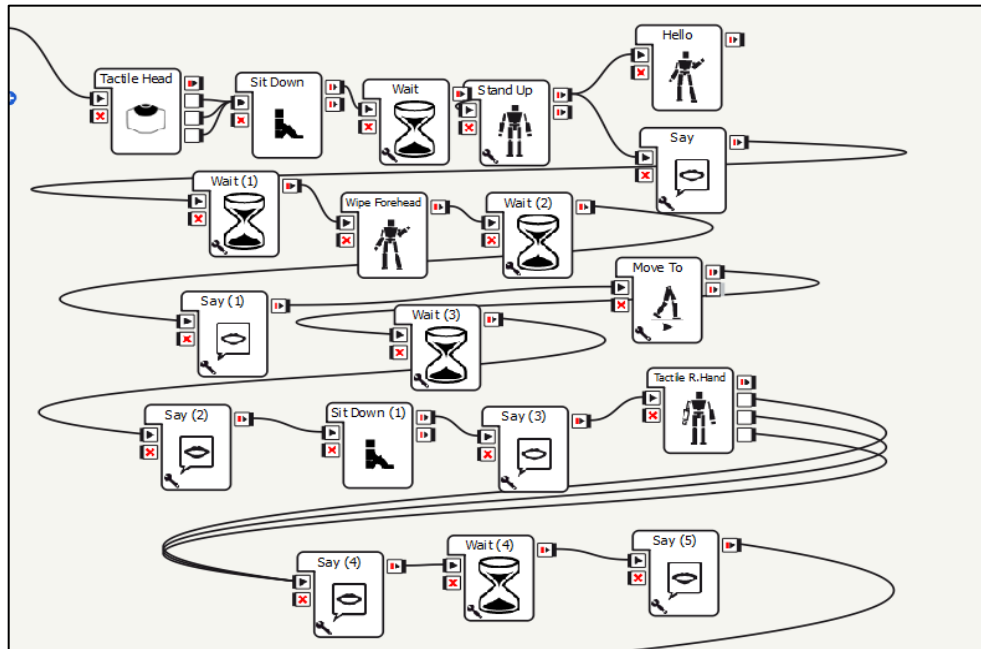 Hello
Tactile Head
Sit Down
Wait
Stand Up
Say
Wait (1)
Wipe Forehead
Wait (2)
Move To
Say (1)
Wait (3)
Tactile R.Hand
Say (2)
Sit Down (1)
Say (3)
Say (4)
Wait (4)
Say (5)